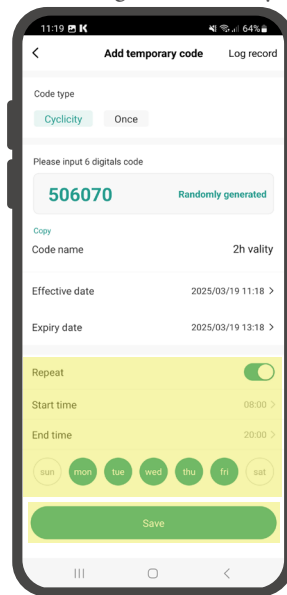 11:19 64%
Add temporary code Log record
Code type
Cyclicity Once
Please input 6 digitals code
506070 Randomly generated
Copy
Code name 2h vality
Effective date 2025/03/19 11:18 >
Expiry date 2025/03/19 13:18 >
Repeat
Start time 08:00 >
End time 20:00 >
sun mon tue wed thu fri sat
Save